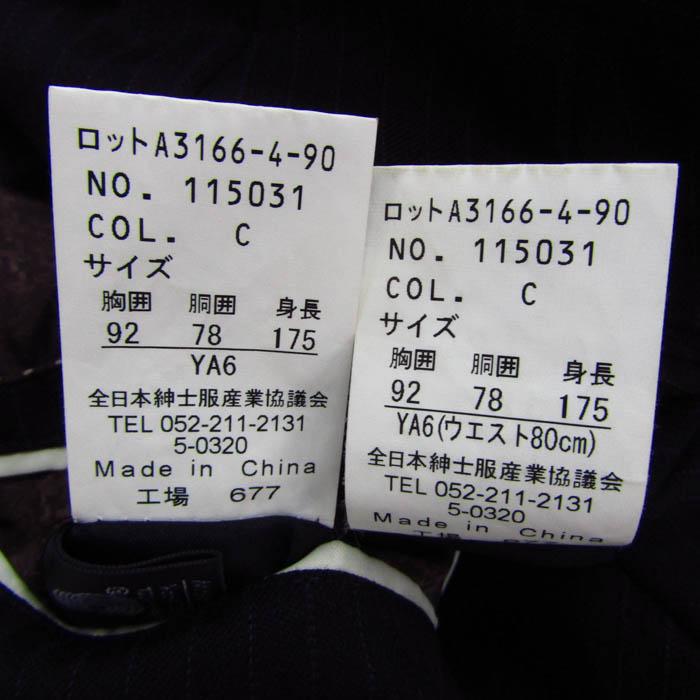 ロットA3166-4-90
NO. 115031
COL. C
サイズ
胸囲 胴囲 身長
92 78 175
YA6
全日本紳士服産業協議会
TEL 052-211-2131
5-0320
Made in China
工場 677
ロットA3166-4-90
NO. 115031
COL. C
サイズ
胸囲 胴囲 身長
92 78 175
YA6(ウエスト80cm)
全日本紳士服産業協議会
TEL 052-211-2131
5-0320
Made in China
工場